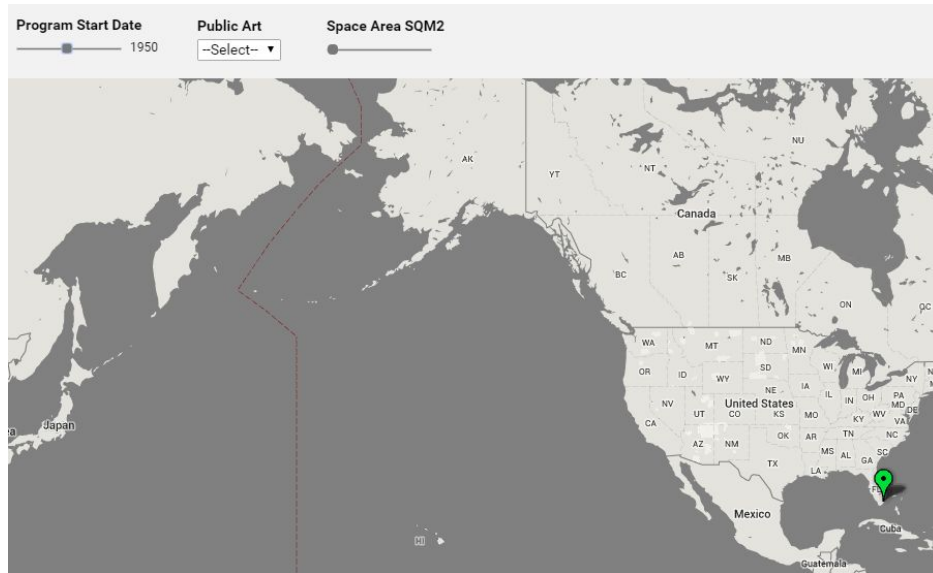 Program Start Date Public Art Space Area SQM2
1950 --Select--
NU
AK
NT
YT
Canada
AB
MB
BC
SK
ON
QC
WA
MT
ND
MN
OR
ID
SD
WI
MI
WY
NY
NE
IA
PA
NV
United States
IL
IN
OH
MD
DE
UT
CO
KS
MO
KY
WV
VA
CA
Japan
AZ
NM
OK
AR
TN
NC
MS
AL
GA
SC
TX
LA
Mexico
Cuba
HI
Guatemala